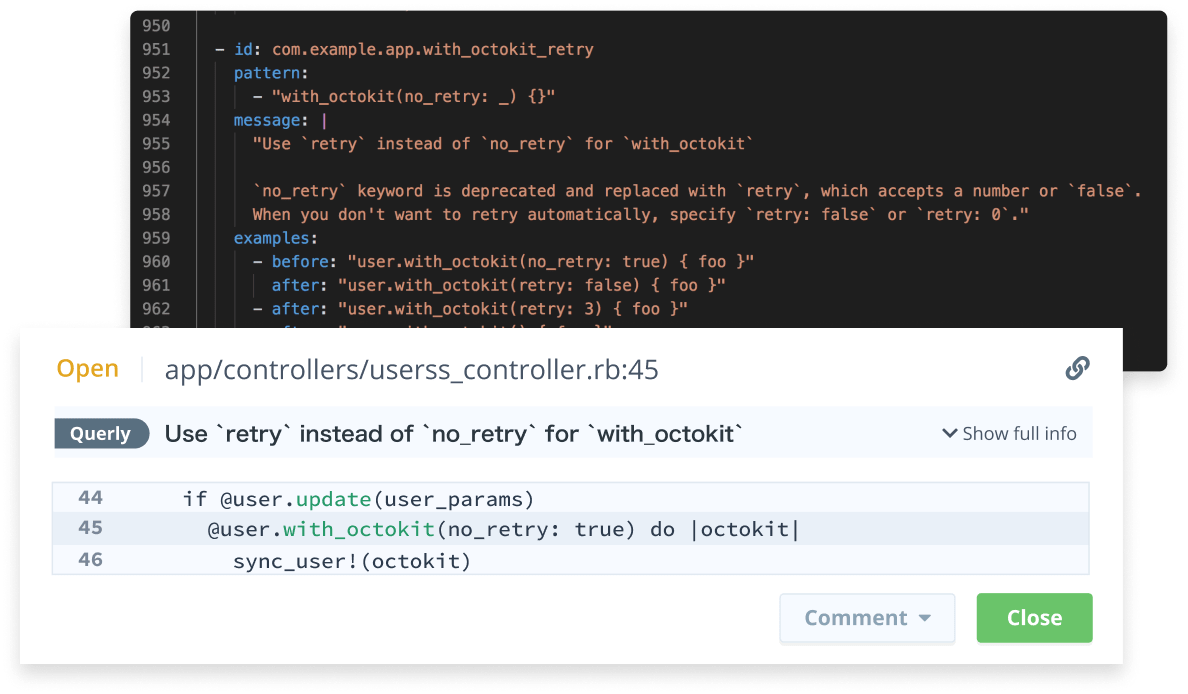 950
951 - id: com.example.app.with_octokit_retry
952 pattern:
953 - "with_octokit(no_retry: _) {}"
954 message: |
955 "Use `retry` instead of `no_retry` for `with_octokit`
956
957 `no_retry` keyword is deprecated and replaced with `retry`, which accepts a number or `false`.
958 When you don't want to retry automatically, specify `retry: false` or `retry: 0`."
959 examples:
960 - before: "user.with_octokit(no_retry: true) { foo }"
961 after: "user.with_octokit(retry: false) { foo }"
962 - after: "user.with_octokit(retry: 3) { foo }"
Open app/controllers/userss_controller.rb:45
Querly Use `retry` instead of `no_retry` for `with_octokit` Show full info
44 if @user.update(user_params)
45 @user.with_octokit(no_retry: true) do |octokit|
46 sync_user!(octokit)
Comment Close